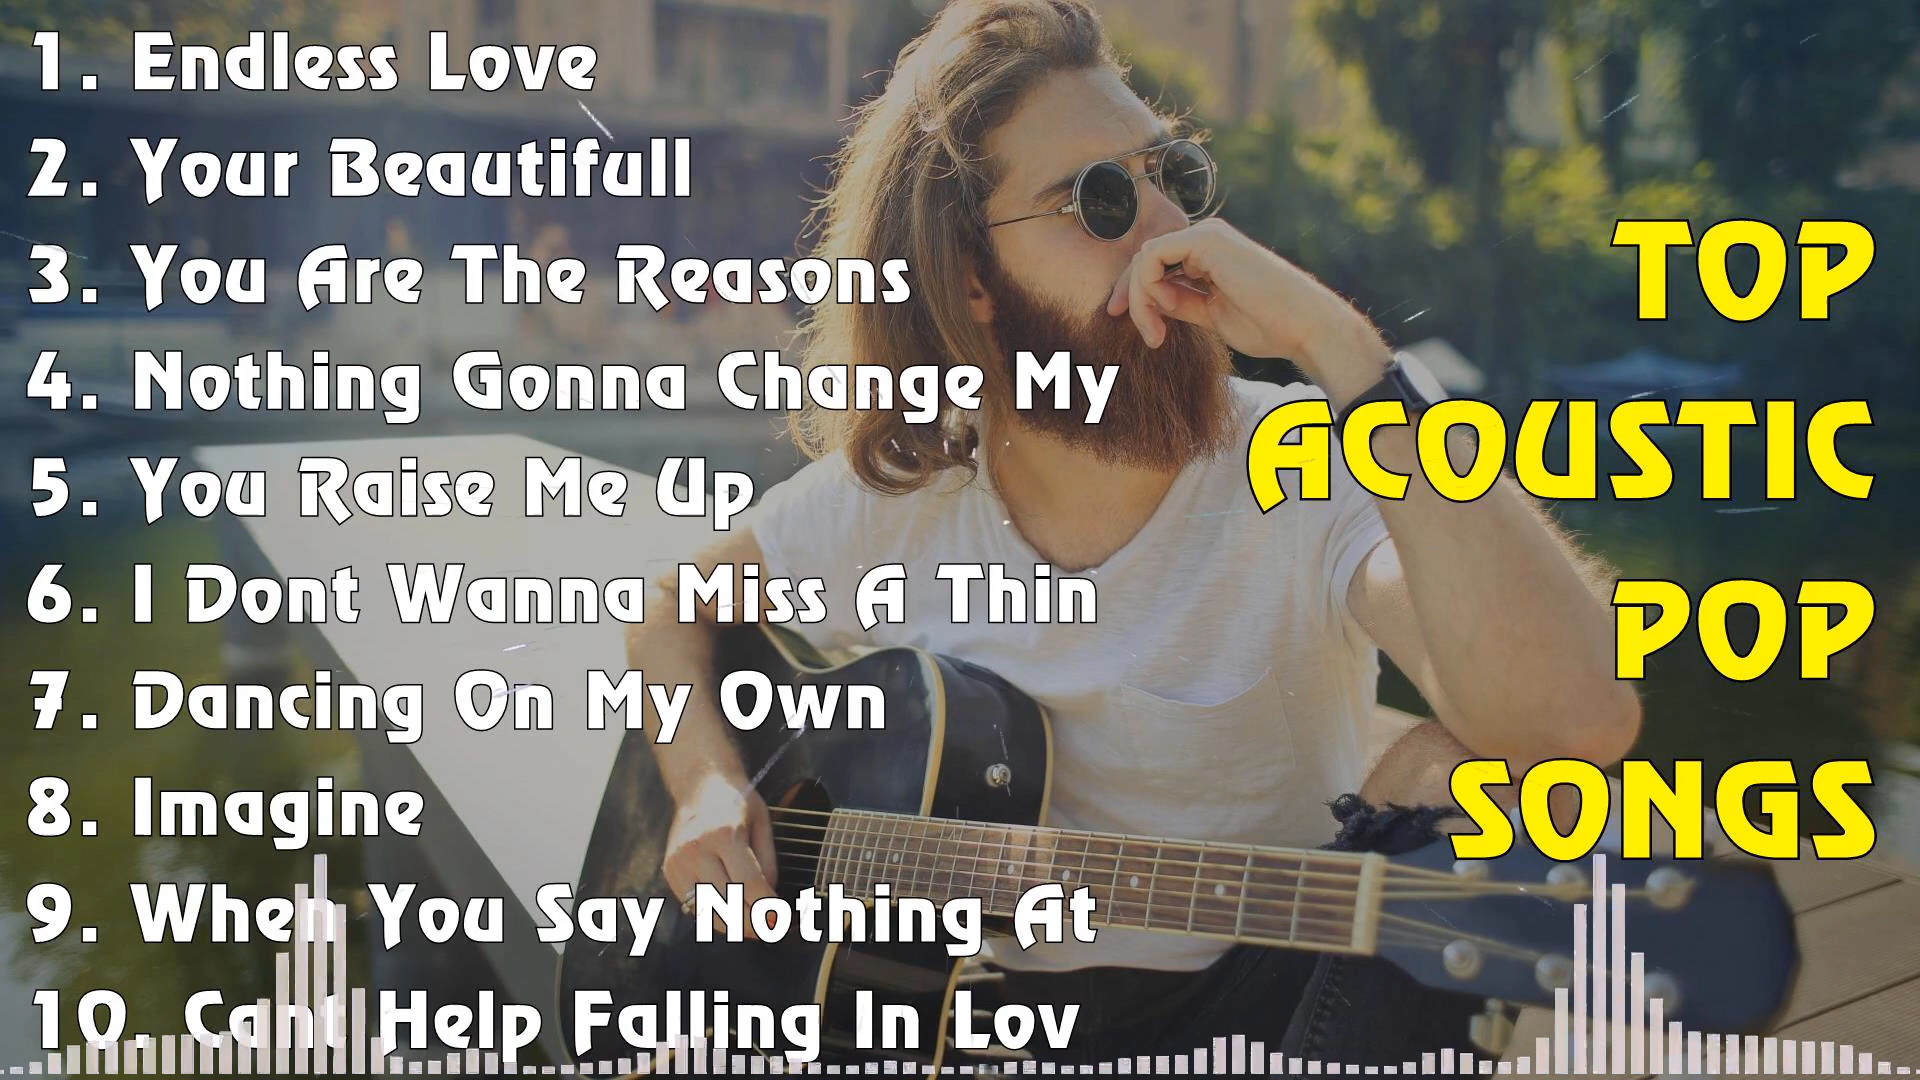 1. Endless Love
2. Your Beautifull
3. You Are The Reasons
4. Nothing Gonna Change My
5. You Raise Me Up
6. I Dont Wanna Miss A Thin
7. Dancing On My Own
8. Imagine
9. When You Say Nothing At
10. Cant Help Falling In Lov
TOP
ACOUSTIC
POP
SONGS